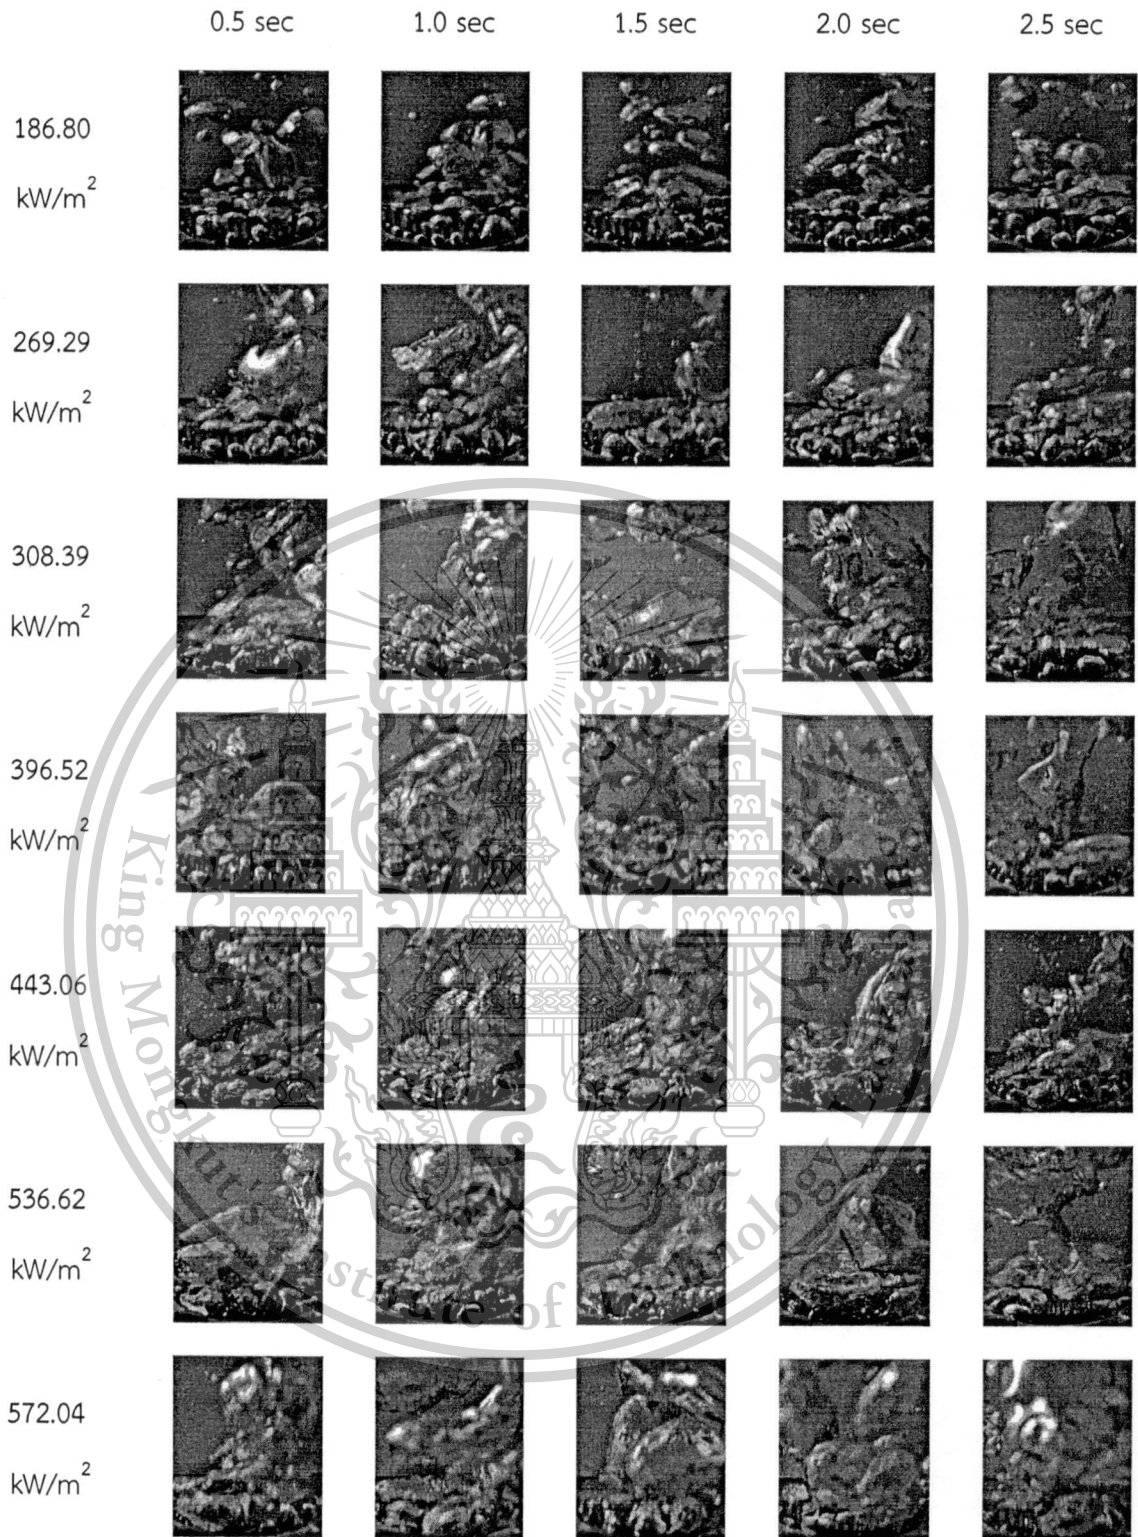 0.5 sec 1.0 sec 1.5 sec 2.0 sec 2.5 sec
186.80
kW/m²
269.29
kW/m²
308.39
kW/m²
396.52
kW/m²
443.06
kW/m²
536.62
kW/m²
572.04
kW/m²
King Mongkut's Institute of Technology